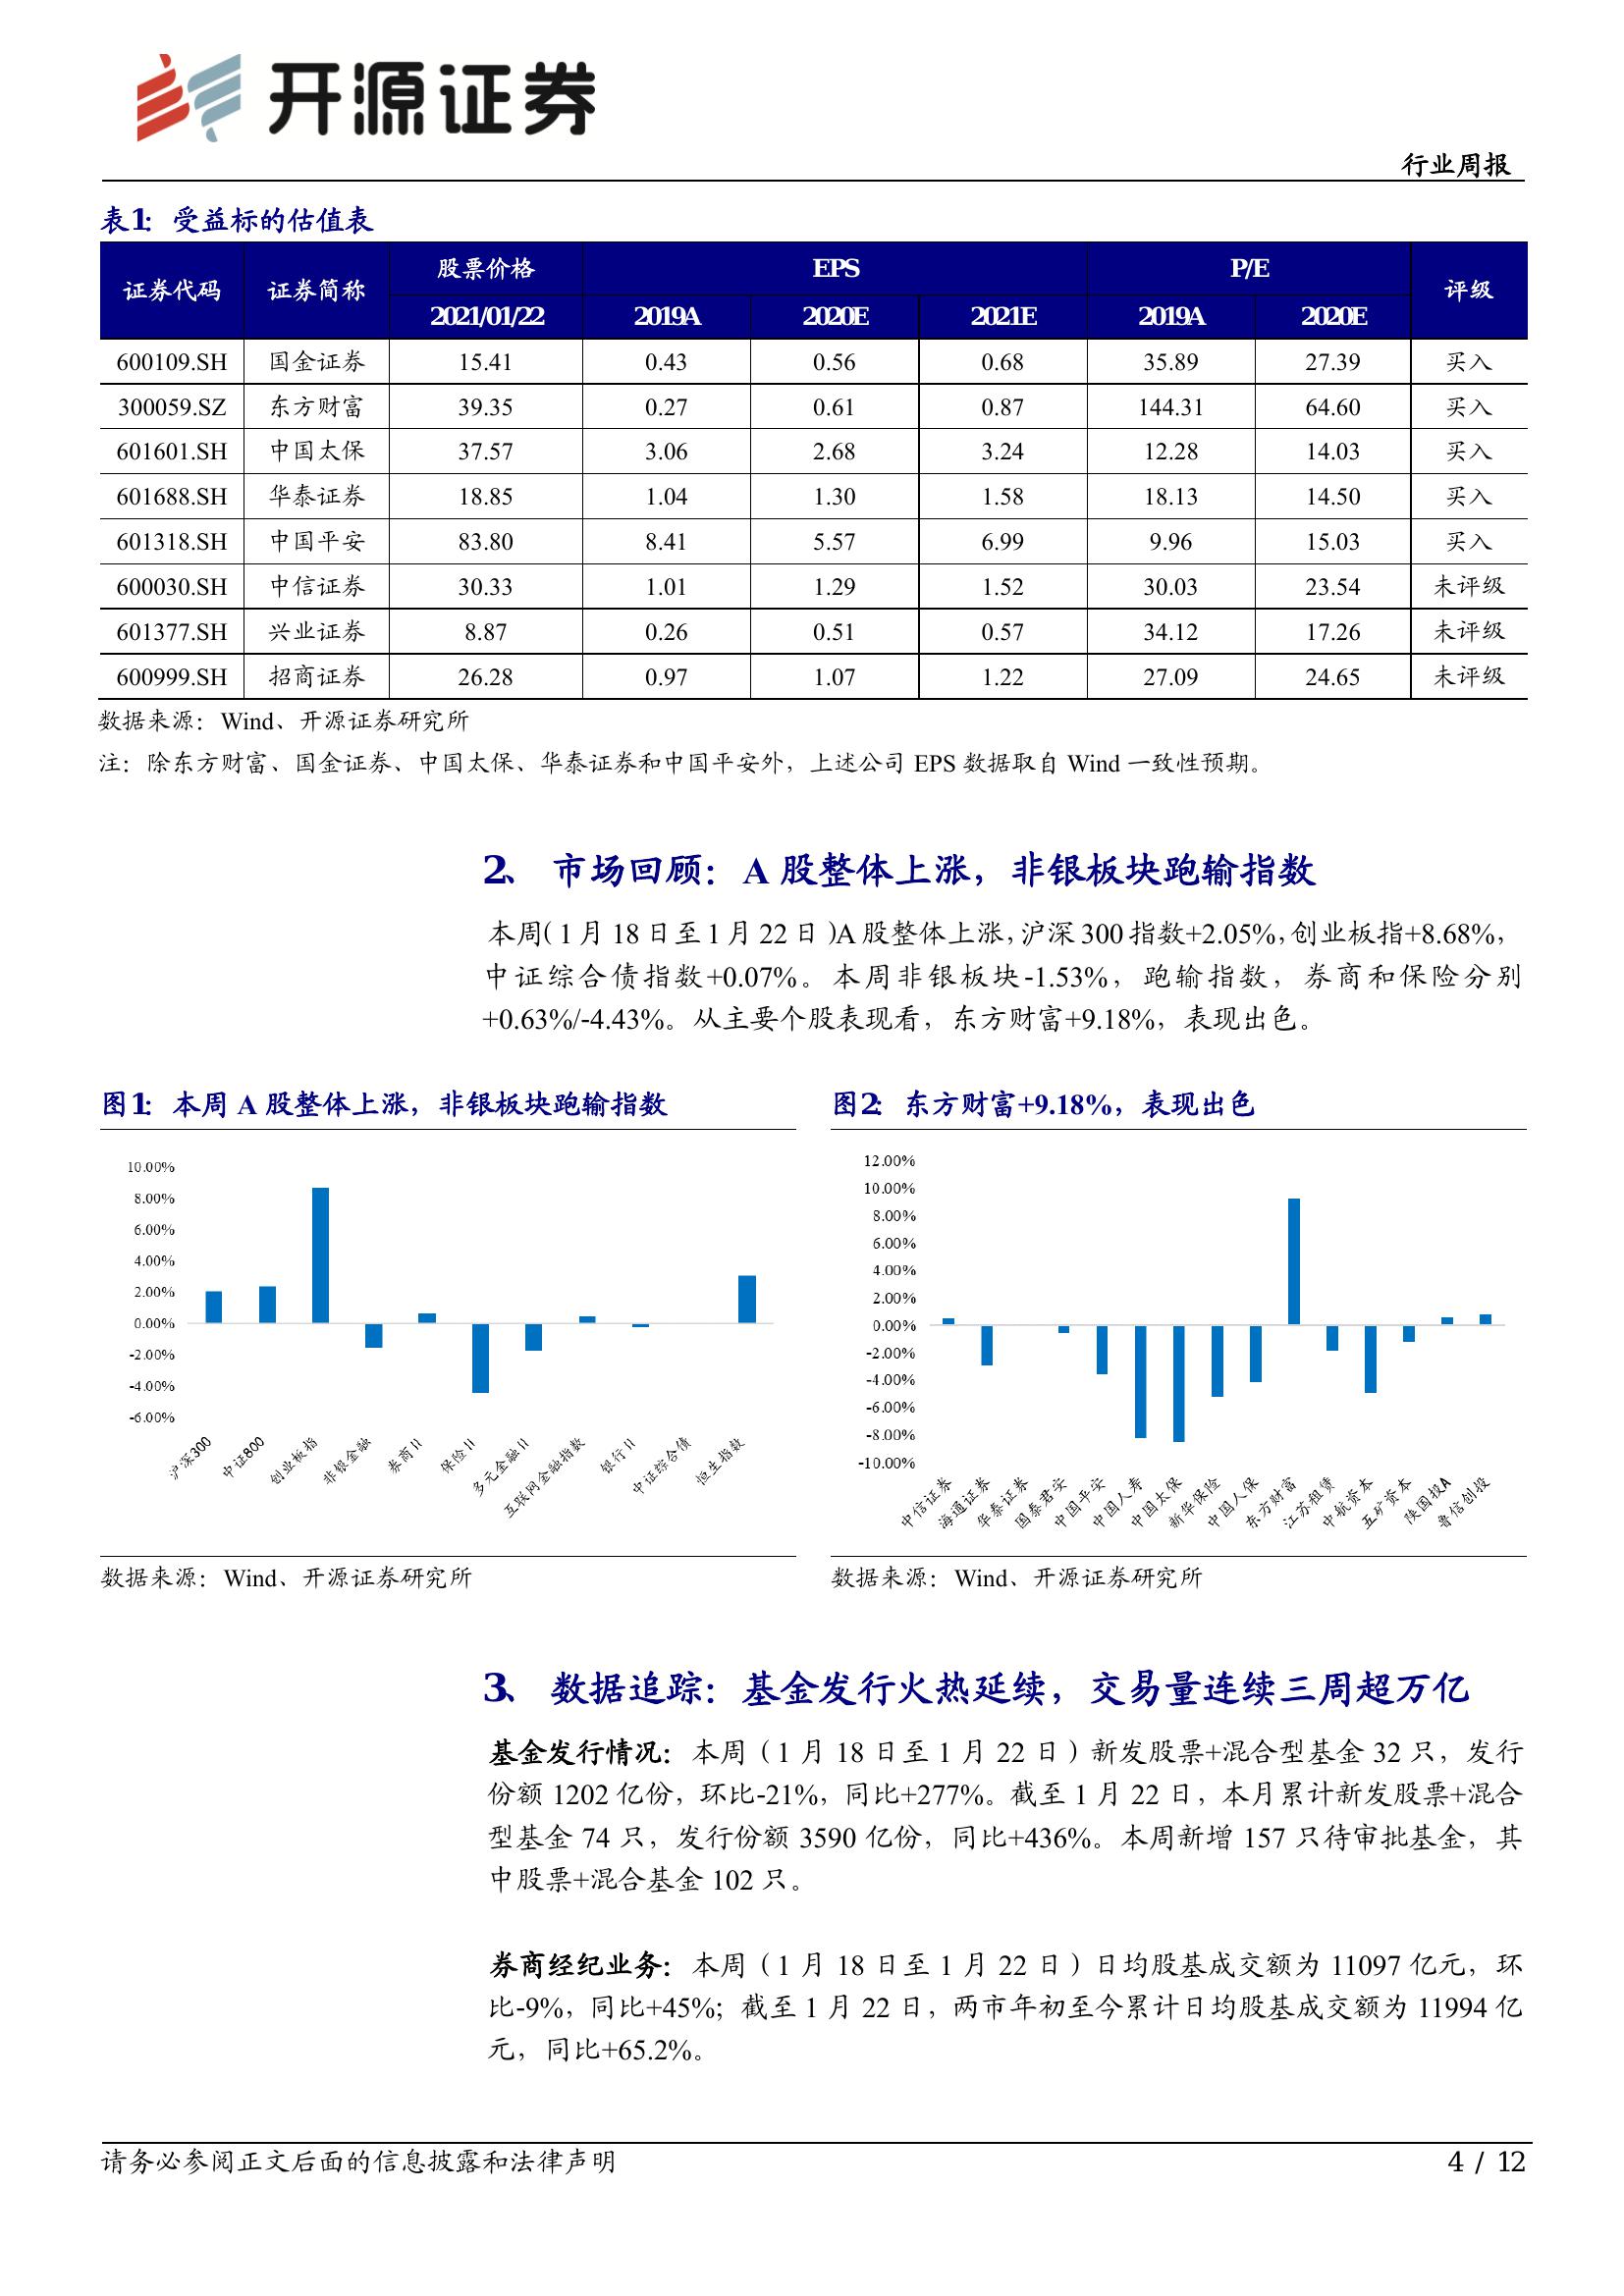 开源证券
行业周报
表1： 受益标的估值表
证券代码 证券简称 股票价格 EPS P/E 评级
2021/01/22 2019A 2020E 2021E 2019A 2020E
600109.SH 国金证券 15.41 0.43 0.56 0.68 35.89 27.39 买入
300059.SZ 东方财富 39.35 0.27 0.61 0.87 144.31 64.60 买入
601601.SH 中国太保 37.57 3.06 2.68 3.24 12.28 14.03 买入
601688.SH 华泰证券 18.85 1.04 1.30 1.58 18.13 14.50 买入
601318.SH 中国平安 83.80 8.41 5.57 6.99 9.96 15.03 买入
600030.SH 中信证券 30.33 1.01 1.29 1.52 30.03 23.54 未评级
601377.SH 兴业证券 8.87 0.26 0.51 0.57 34.12 17.26 未评级
600999.SH 招商证券 26.28 0.97 1.07 1.22 27.09 24.65 未评级
数据来源：Wind、开源证券研究所
注：除东方财富、国金证券、中国太保、华泰证券和中国平安外，上述公司 EPS 数据取自 Wind 一致性预期。
2、 市场回顾：A 股整体上涨，非银板块跑输指数
本周（1 月 18 日至 1 月 22 日）A 股整体上涨，沪深 300 指数+2.05%，创业板指+8.68%，
中证综合债指数+0.07%。本周非银板块-1.53%，跑输指数，券商和保险分别
+0.63%/-4.43%。从主要个股表现看，东方财富+9.18%，表现出色。
图1： 本周 A 股整体上涨，非银板块跑输指数
10.00%
8.00%
6.00%
4.00%
2.00%
0.00%
-2.00%
-4.00%
-6.00%
沪深300 中证800 创业板指 非银金融 券商II 保险II 多元金融II 互联网金融指数 银行II 中证综合债 恒生指数
数据来源：Wind、开源证券研究所
图2： 东方财富+9.18%，表现出色
12.00%
10.00%
8.00%
6.00%
4.00%
2.00%
0.00%
-2.00%
-4.00%
-6.00%
-8.00%
-10.00%
中信证券 海通证券 华泰证券 国泰君安 中国平安 中国人寿 中国太保 新华保险 中国人保 东方财富 江苏租赁 中航资本 五矿资本 陕国投A 鲁信创投
数据来源：Wind、开源证券研究所
3、 数据追踪：基金发行火热延续，交易量连续三周超万亿
基金发行情况：本周（1 月 18 日至 1 月 22 日）新发股票+混合型基金 32 只，发行
份额 1202 亿份，环比-21%，同比+277%。截至 1 月 22 日，本月累计新发股票+混合
型基金 74 只，发行份额 3590 亿份，同比+436%。本周新增 157 只待审批基金，其
中股票+混合基金 102 只。
券商经纪业务：本周（1 月 18 日至 1 月 22 日）日均股基成交额为 11097 亿元，环
比-9%，同比+45%；截至 1 月 22 日，两市年初至今累计日均股基成交额为 11994 亿
元，同比+65.2%。
请务必参阅正文后面的信息披露和法律声明
4 / 12